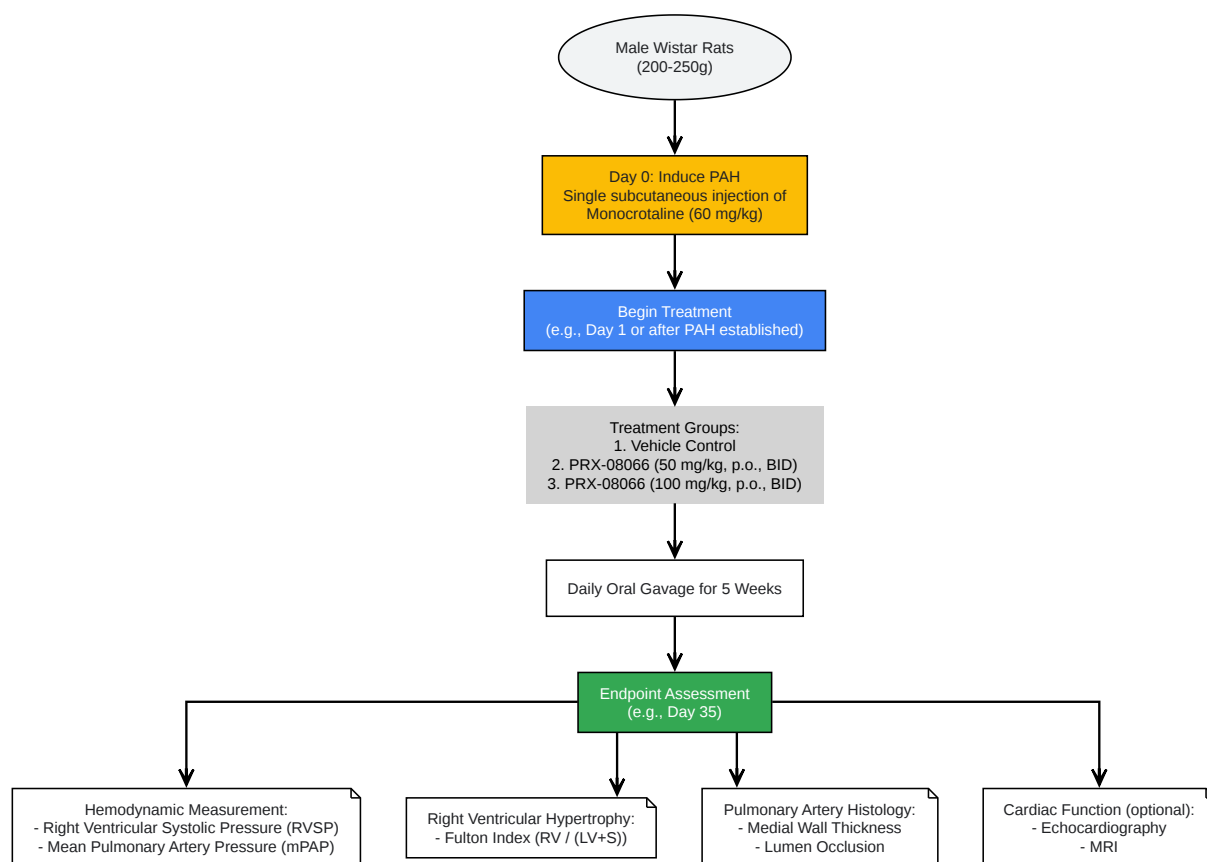 Male Wistar Rats
(200-250g)
Day 0: Induce PAH
Single subcutaneous injection of
Monocrotaline (60 mg/kg)
Begin Treatment
(e.g., Day 1 or after PAH established)
Treatment Groups:
1. Vehicle Control
2. PRX-08066 (50 mg/kg, p.o., BID)
3. PRX-08066 (100 mg/kg, p.o., BID)
Daily Oral Gavage for 5 Weeks
Endpoint Assessment
(e.g., Day 35)
Hemodynamic Measurement:
- Right Ventricular Systolic Pressure (RVSP)
- Mean Pulmonary Artery Pressure (mPAP)
Right Ventricular Hypertrophy:
- Fulton Index (RV / (LV+S))
Pulmonary Artery Histology:
- Medial Wall Thickness
- Lumen Occlusion
Cardiac Function (optional):
- Echocardiography
- MRI